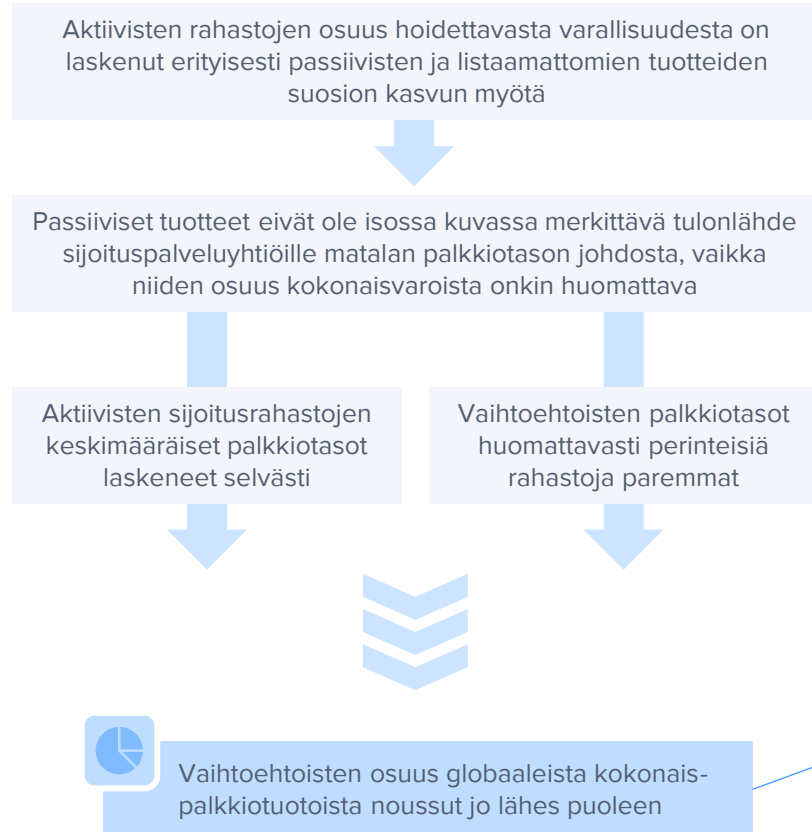 Aktiivisten rahastojen osuus hoidettavasta varallisuudesta on
laskenut erityisesti passiivisten ja listaamattomien tuotteiden
suosion kasvun myötä
Passiiviset tuotteet eivät ole isossa kuvassa merkittävä tulonlähde
sijoituspalveluyhtiöille matalan palkkiotason johdosta, vaikka
niiden osuus kokonaisvaroista onkin huomattava
Aktiivisten sijoitusrahastojen
keskimääräiset palkkiotasot
laskeneet selvästi
Vaihtoehtoisten palkkiotasot
huomattavasti perinteisiä
rahastoja paremmat
Vaihtoehtoisten osuus globaaleista kokonais-
palkkiotuotoista noussut jo lähes puoleen